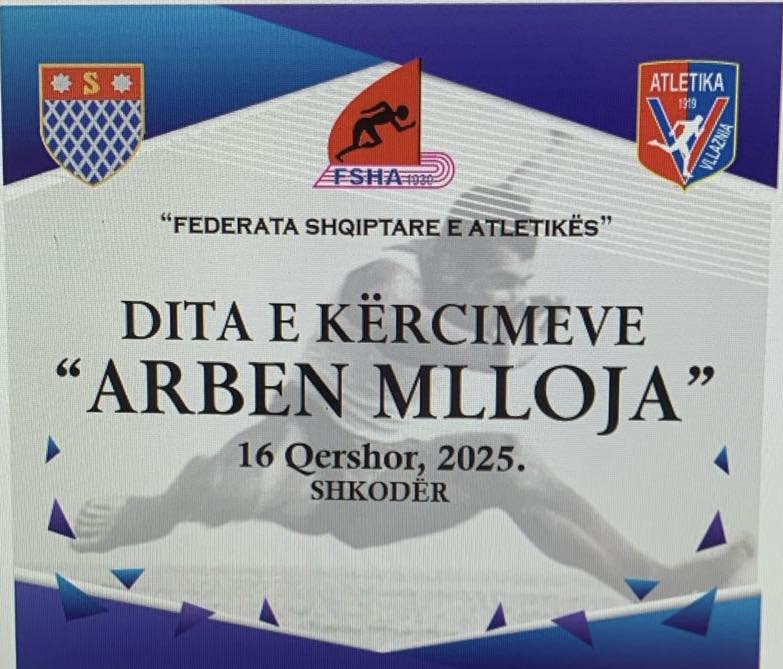 S
ATLETIKA
1919
VLLAZNIA
FSHA 1930
“FEDERATA SHQIPTARE E ATLETIKËS”
DITA E KËRCIMEVE
“ARBEN MLLOJA”
16 Qershor, 2025.
SHKODËR